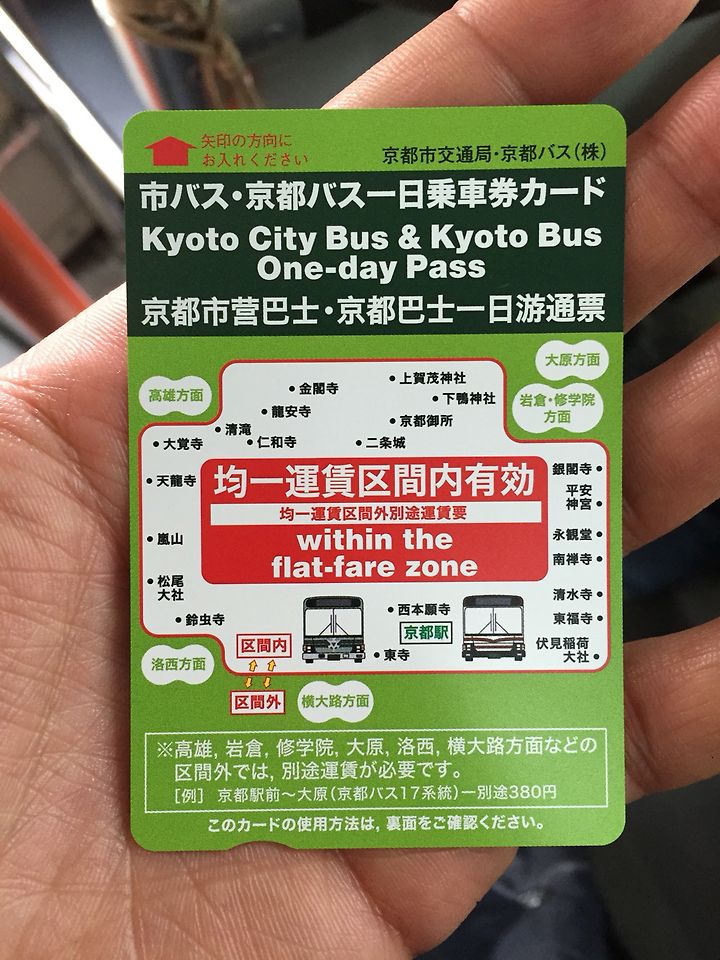 矢印の方向に
お入れください
京都市交通局・京都バス(株)
市バス・京都バス一日乗車券カード
Kyoto City Bus & Kyoto Bus
One-day Pass
京都市营巴士・京都巴士一日游通票
大原方面
高雄方面
岩倉・修学院
方面
・金閣寺
・上賀茂神社
・下鴨神社
・龍安寺
・京都御所
・清滝
・大覚寺
・仁和寺
・二条城
・天龍寺
・嵐山
・松尾
大社
・鈴虫寺
均一運賃区間内有効
均一運賃区間外別途運賃要
within the
flat-fare zone
銀閣寺・
平安
神宮・
永観堂・
南禅寺・
清水寺・
東福寺・
伏見稲荷
大社・
・西本願寺
京都駅
・東寺
洛西方面
区間内
区間外
横大路方面
※高雄, 岩倉, 修学院, 大原, 洛西, 横大路方面などの
区間外では, 別途運賃が必要です。
[例] 京都駅前〜大原(京都バス17系統)―別途380円
このカードの使用方法は, 裏面をご確認ください。